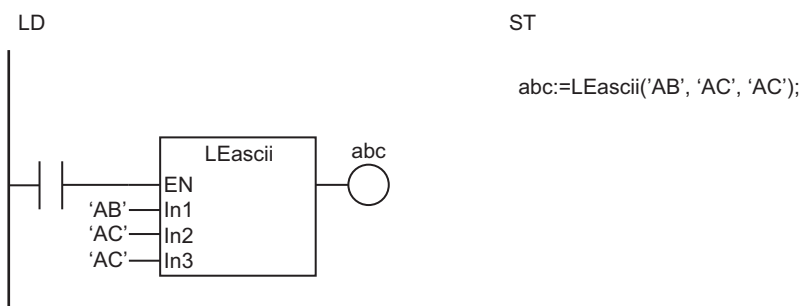 LD
ST
abc:=LEascii('AB', 'AC', 'AC');
LEascii
abc
EN
‘AB’ In1
‘AC’ In2
‘AC’ In3